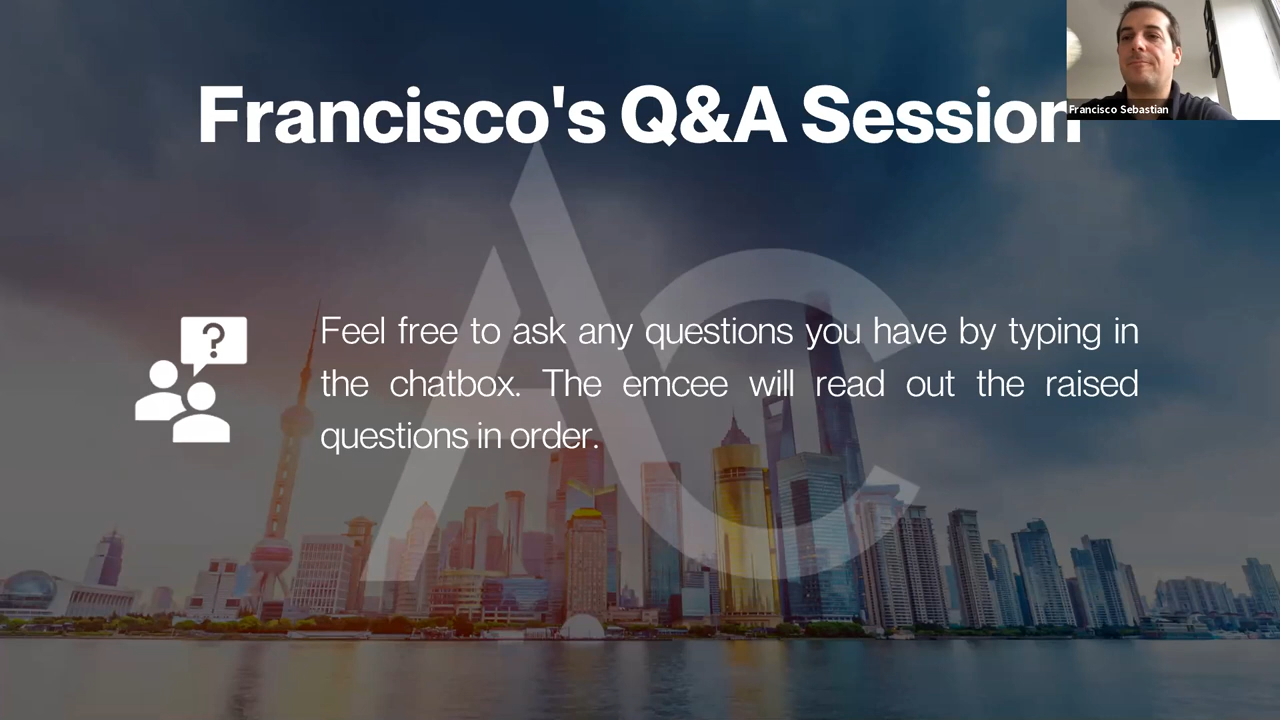 Francisco's Q&A Session
Francisco Sebastian
?
Feel free to ask any questions you have by typing in
the chatbox. The emcee will read out the raised
questions in order.
AC